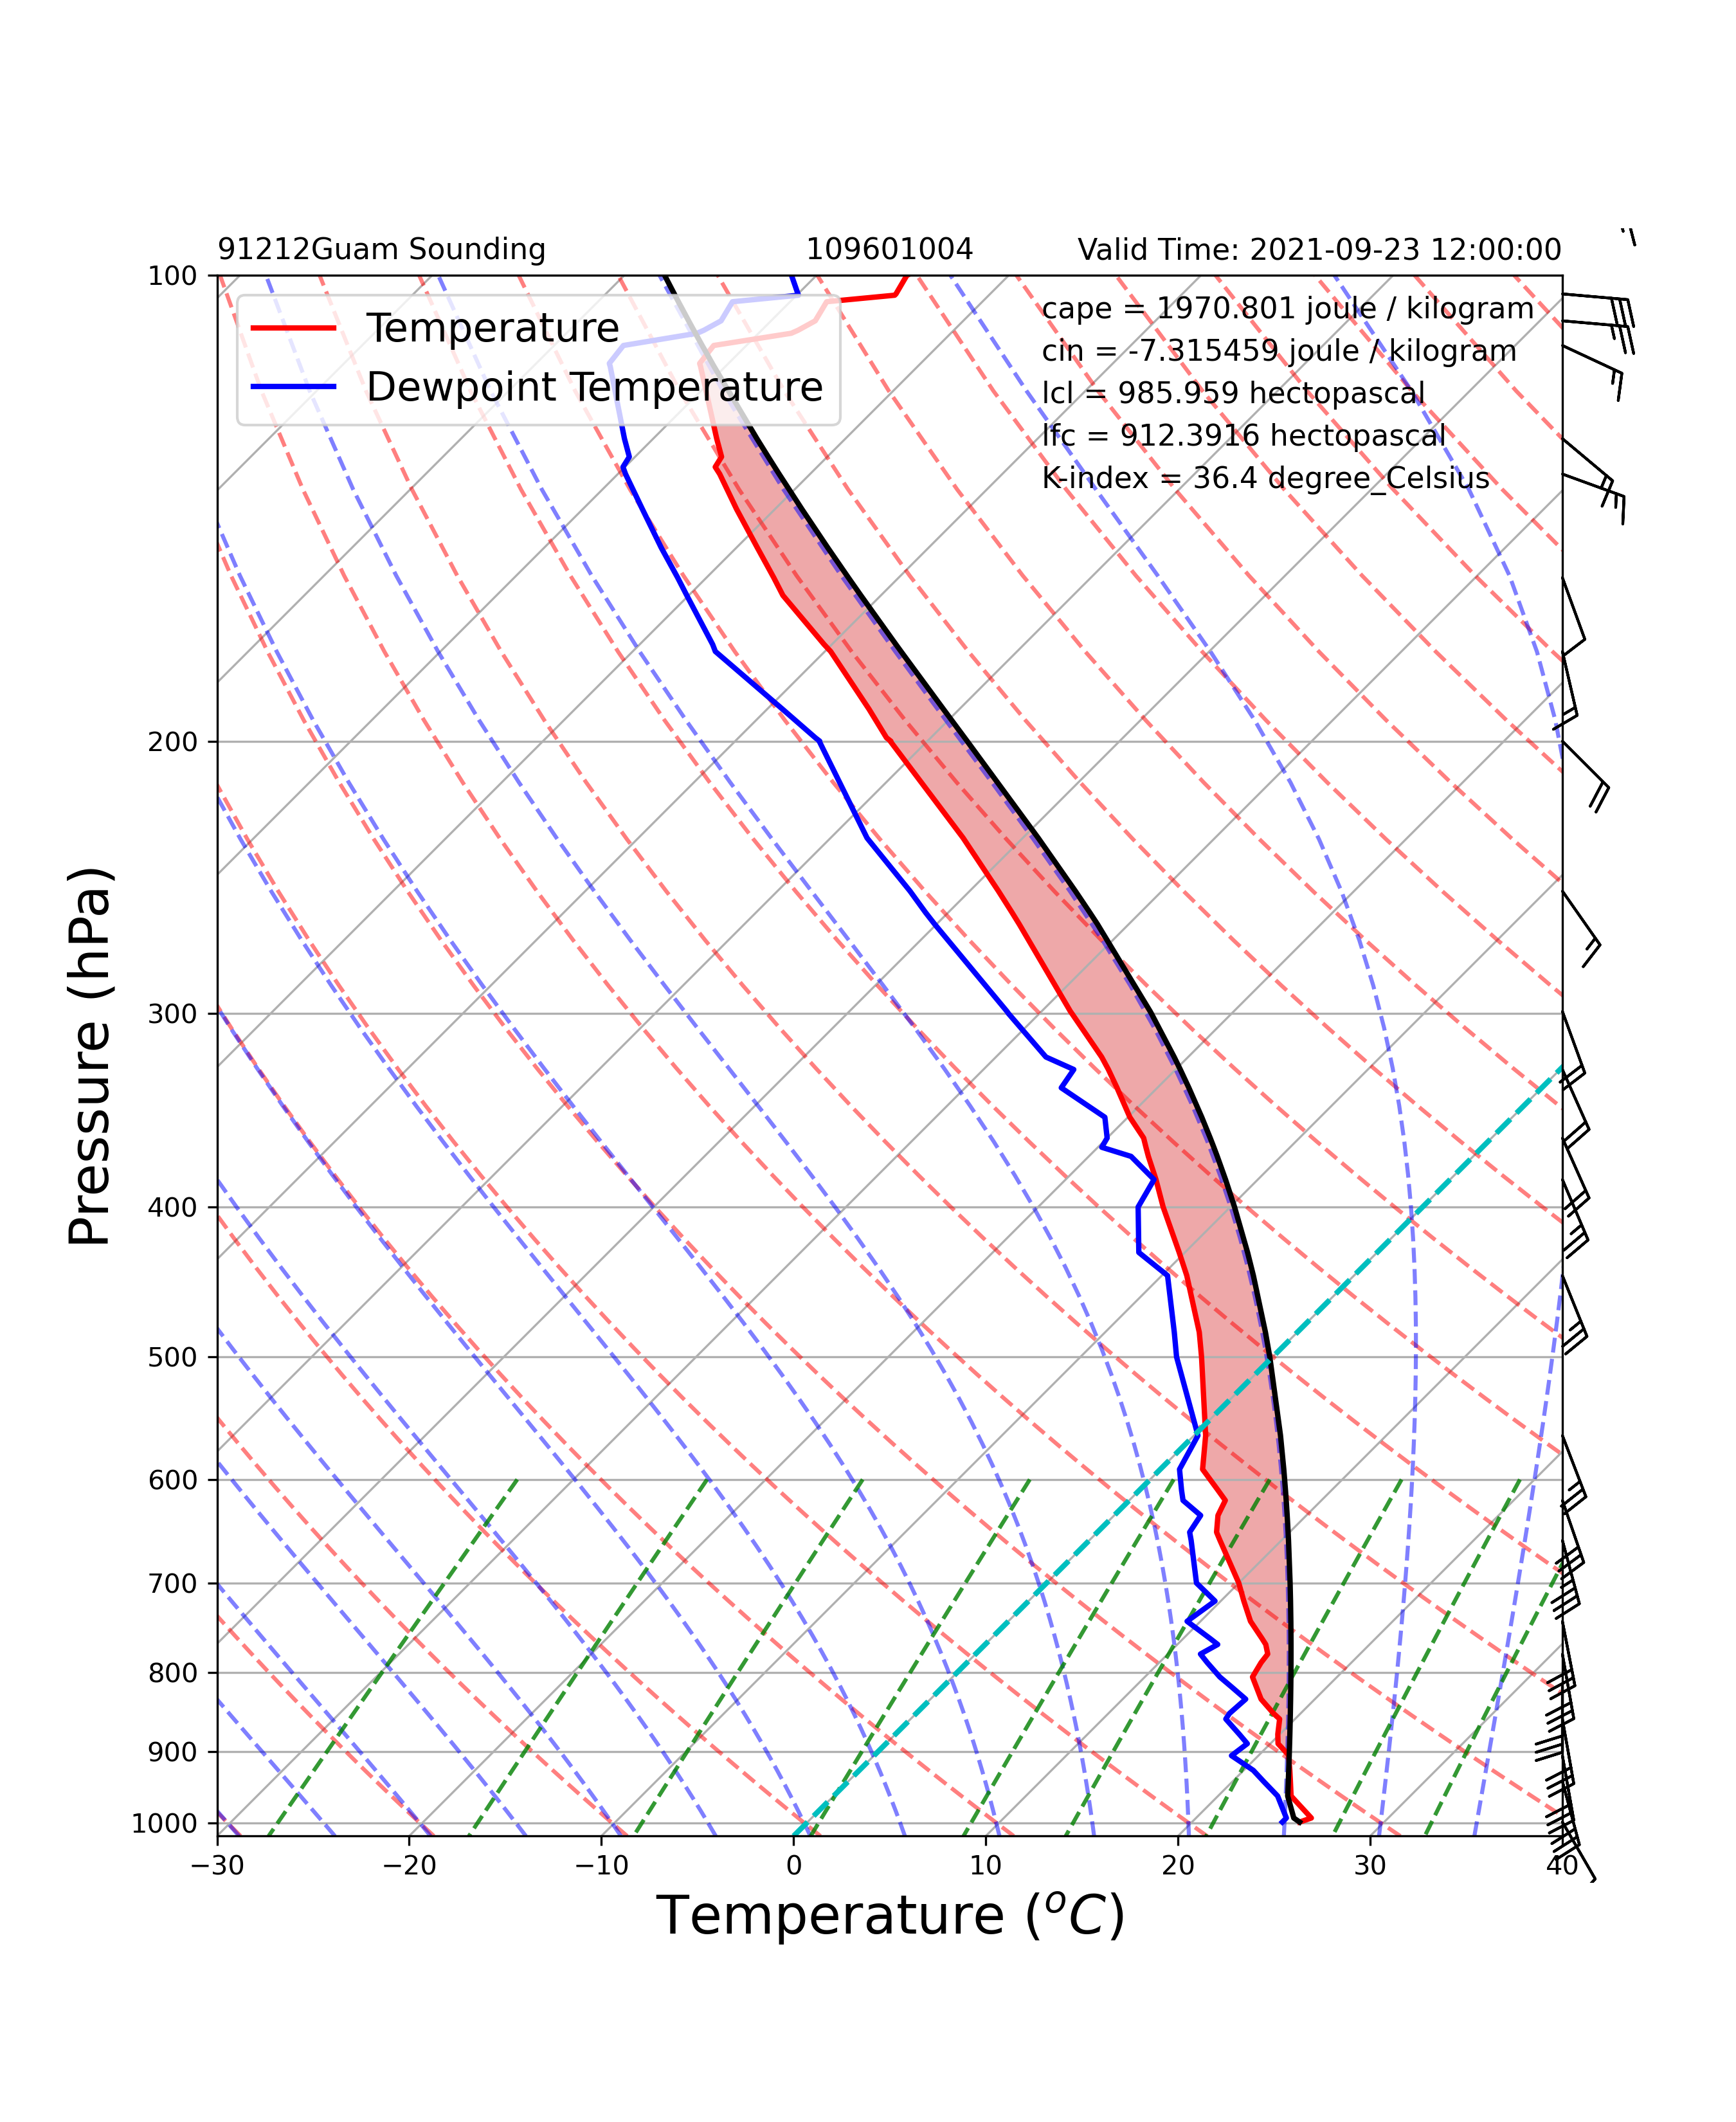 91212Guam Sounding 109601004 Valid Time: 2021-09-23 12:00:00
100
Temperature
Dewpoint Temperature
cape = 1970.801 joule / kilogram
cin = -7.315459 joule / kilogram
lcl = 985.959 hectopascal
lfc = 912.3916 hectopascal
K-index = 36.4 degree_Celsius
200
300
400
500
600
700
800
900
1000
Pressure (hPa)
−30 −20 −10 0 10 20 30 40
Temperature (°C)